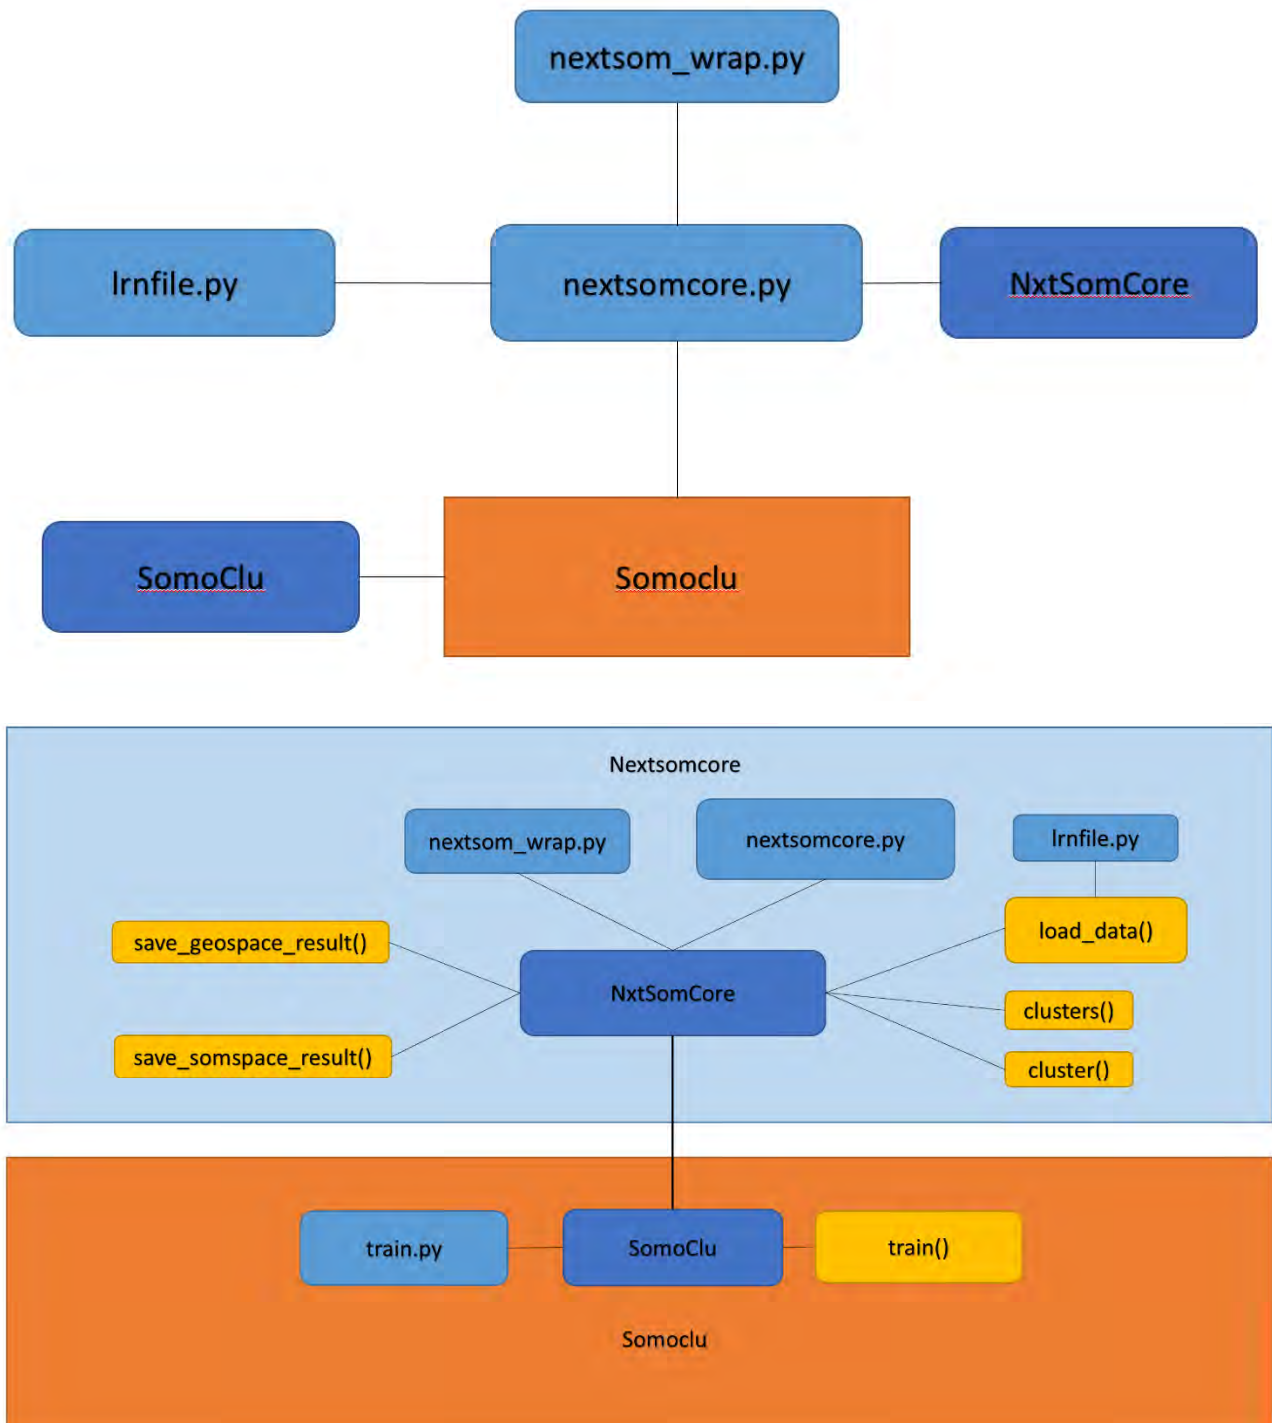 nextsom_wrap.py
lrnfile.py
nextsomcore.py
NxtSomCore
SomoClu
Somoclu
Nextsomcore
nextsom_wrap.py
nextsomcore.py
lrnfile.py
save_geospace_result()
load_data()
NxtSomCore
clusters()
save_somspace_result()
cluster()
train.py
SomoClu
train()
Somoclu